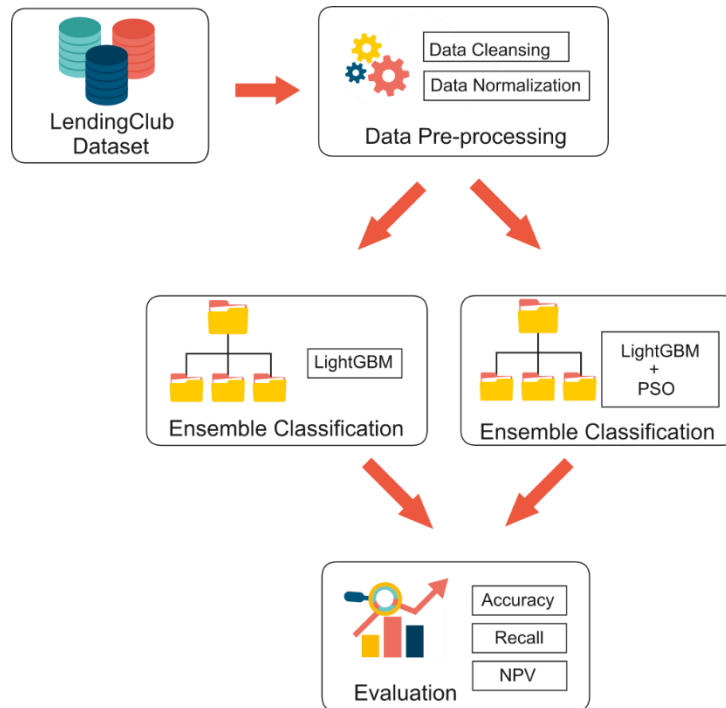 LendingClub
Dataset
Data Cleansing
Data Normalization
Data Pre-processing
LightGBM
Ensemble Classification
LightGBM
+
PSO
Ensemble Classification
Accuracy
Recall
NPV
Evaluation